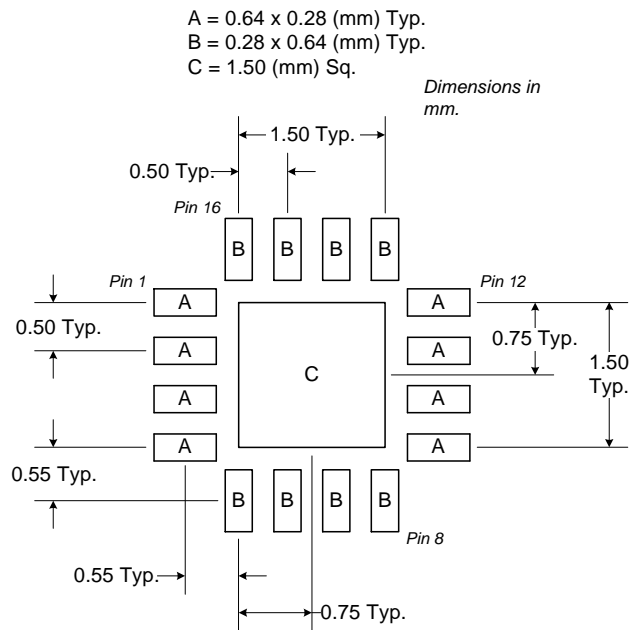 A = 0.64 x 0.28 (mm) Typ.
B = 0.28 x 0.64 (mm) Typ.
C = 1.50 (mm) Sq.
Dimensions in
mm.
1.50 Typ.
0.50 Typ.
Pin 16
B B B B
Pin 1
Pin 12
A
A
0.50 Typ.
0.75 Typ.
A
A
1.50
Typ.
C
A
A
A
A
0.55 Typ.
B B B B
Pin 8
0.55 Typ.
0.75 Typ.